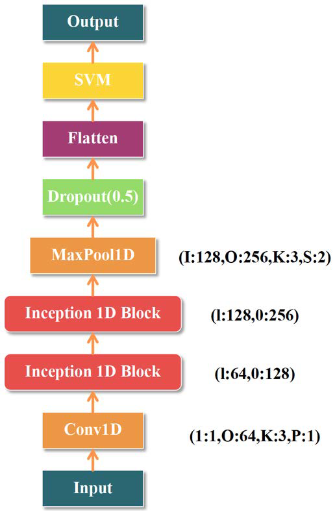 Output
SVM
Flatten
Dropout(0.5)
MaxPool1D (I:128,O:256,K:3,S:2)
Inception 1D Block (l:128,0:256)
Inception 1D Block (l:64,0:128)
Conv1D (1:1,O:64,K:3,P:1)
Input